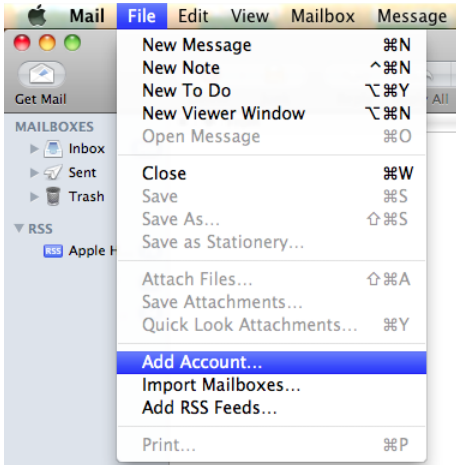 Mail File Edit View Mailbox Message
New Message ⌘N
New Note ^⌘N
New To Do ⌥⌘Y
New Viewer Window ⌥⌘N
Open Message ⌘O
Close ⌘W
Save ⌘S
Save As... ⇧⌘S
Save as Stationery...
Attach Files... ⇧⌘A
Save Attachments...
Quick Look Attachments... ⌘Y
Add Account...
Import Mailboxes...
Add RSS Feeds...
Print... ⌘P
Get Mail
All
MAILBOXES
Inbox
Sent
Trash
RSS
RSS Apple H